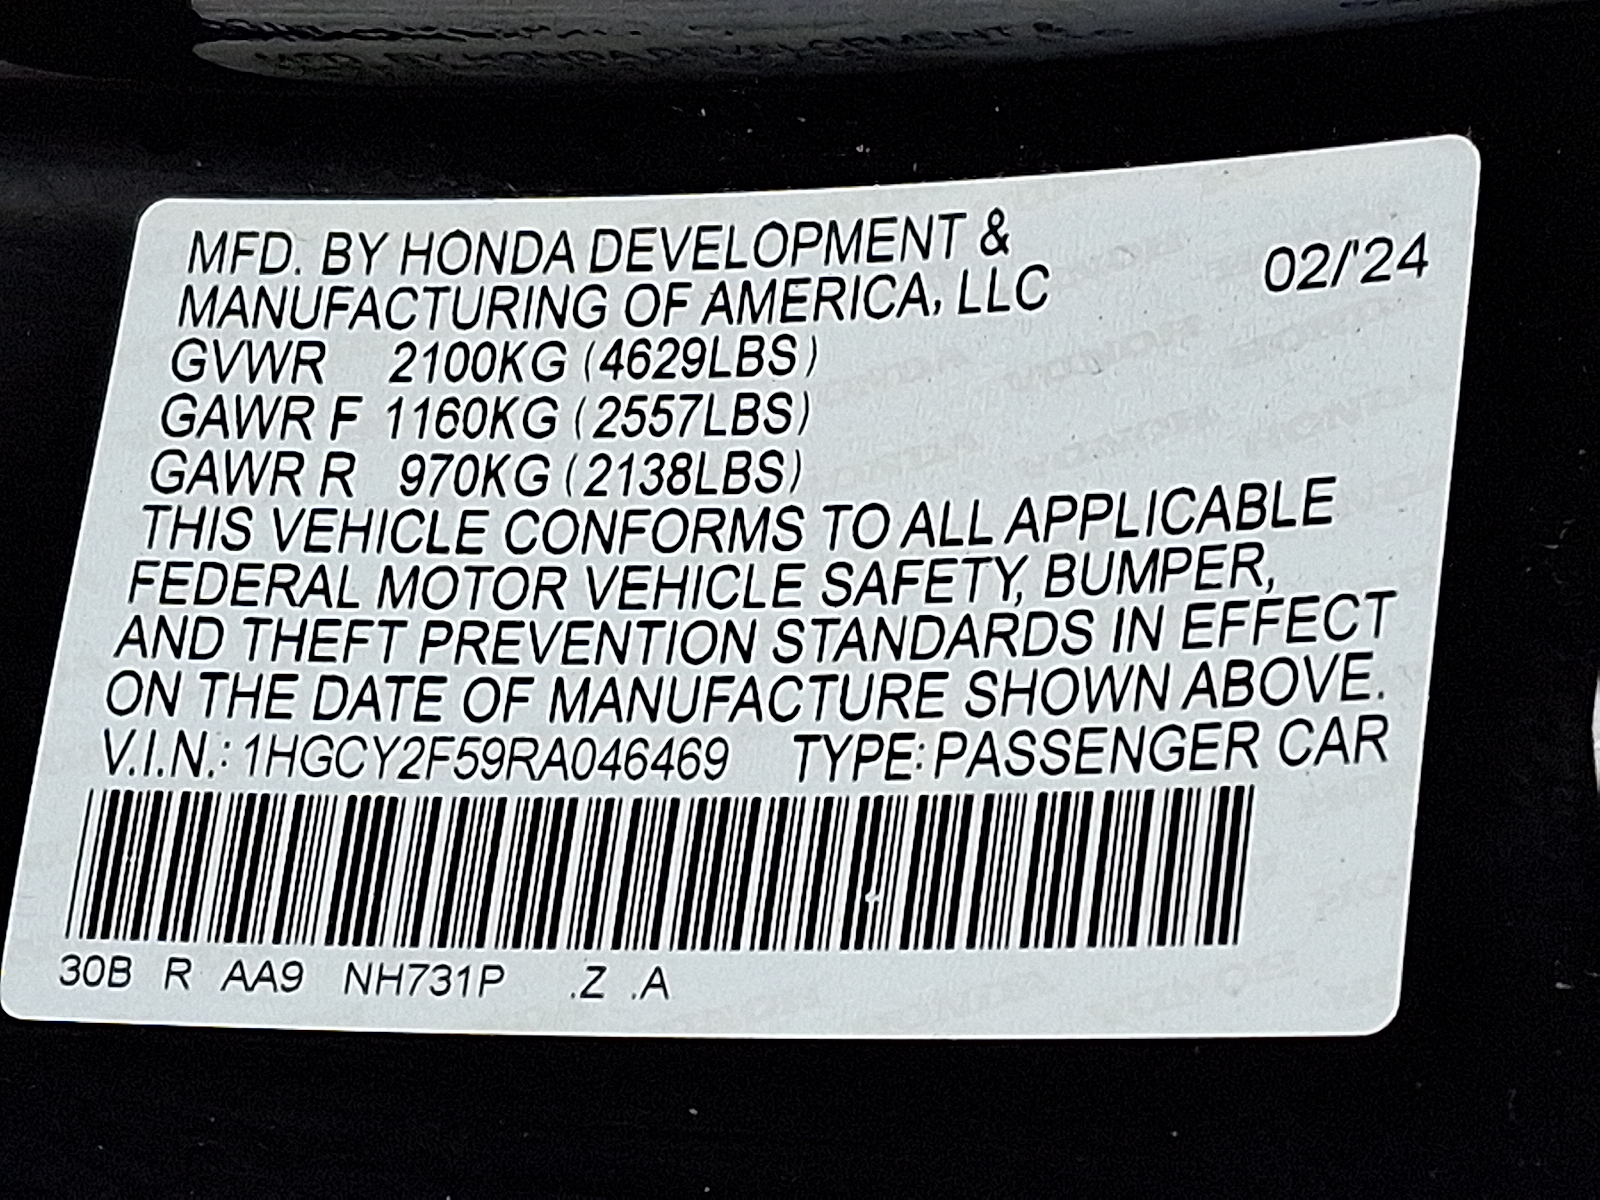 MFD. BY HONDA DEVELOPMENT &
MANUFACTURING OF AMERICA, LLC 02/'24
GVWR 2100KG (4629LBS)
GAWR F 1160KG (2557LBS)
GAWR R 970KG (2138LBS)
THIS VEHICLE CONFORMS TO ALL APPLICABLE
FEDERAL MOTOR VEHICLE SAFETY, BUMPER,
AND THEFT PREVENTION STANDARDS IN EFFECT
ON THE DATE OF MANUFACTURE SHOWN ABOVE.
V.I.N.: 1HGCY2F59RA046469 TYPE: PASSENGER CAR
30B R AA9 NH731P .Z .A